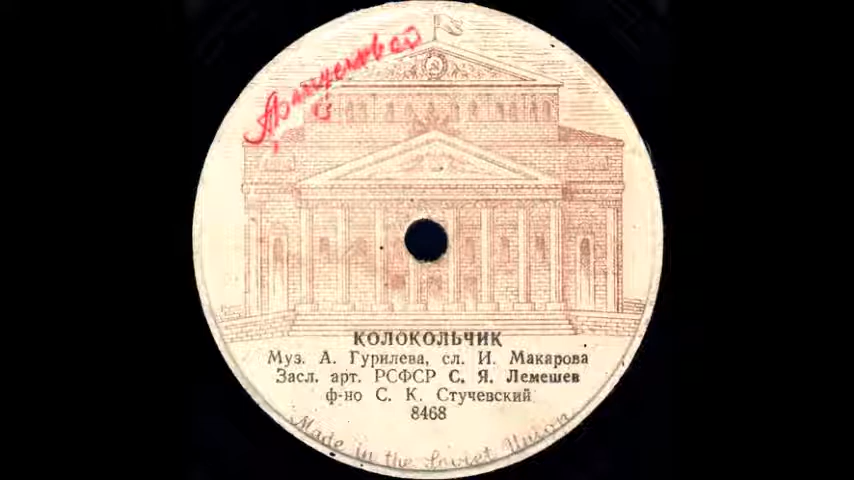 КОЛОКОЛЬЧИК
Муз. А. Гурилева, сл. И. Макарова
Засл. арт. РСФСР С. Я. Лемешев
ф-но С. К. Стучевский
8468
Made in the Soviet Union